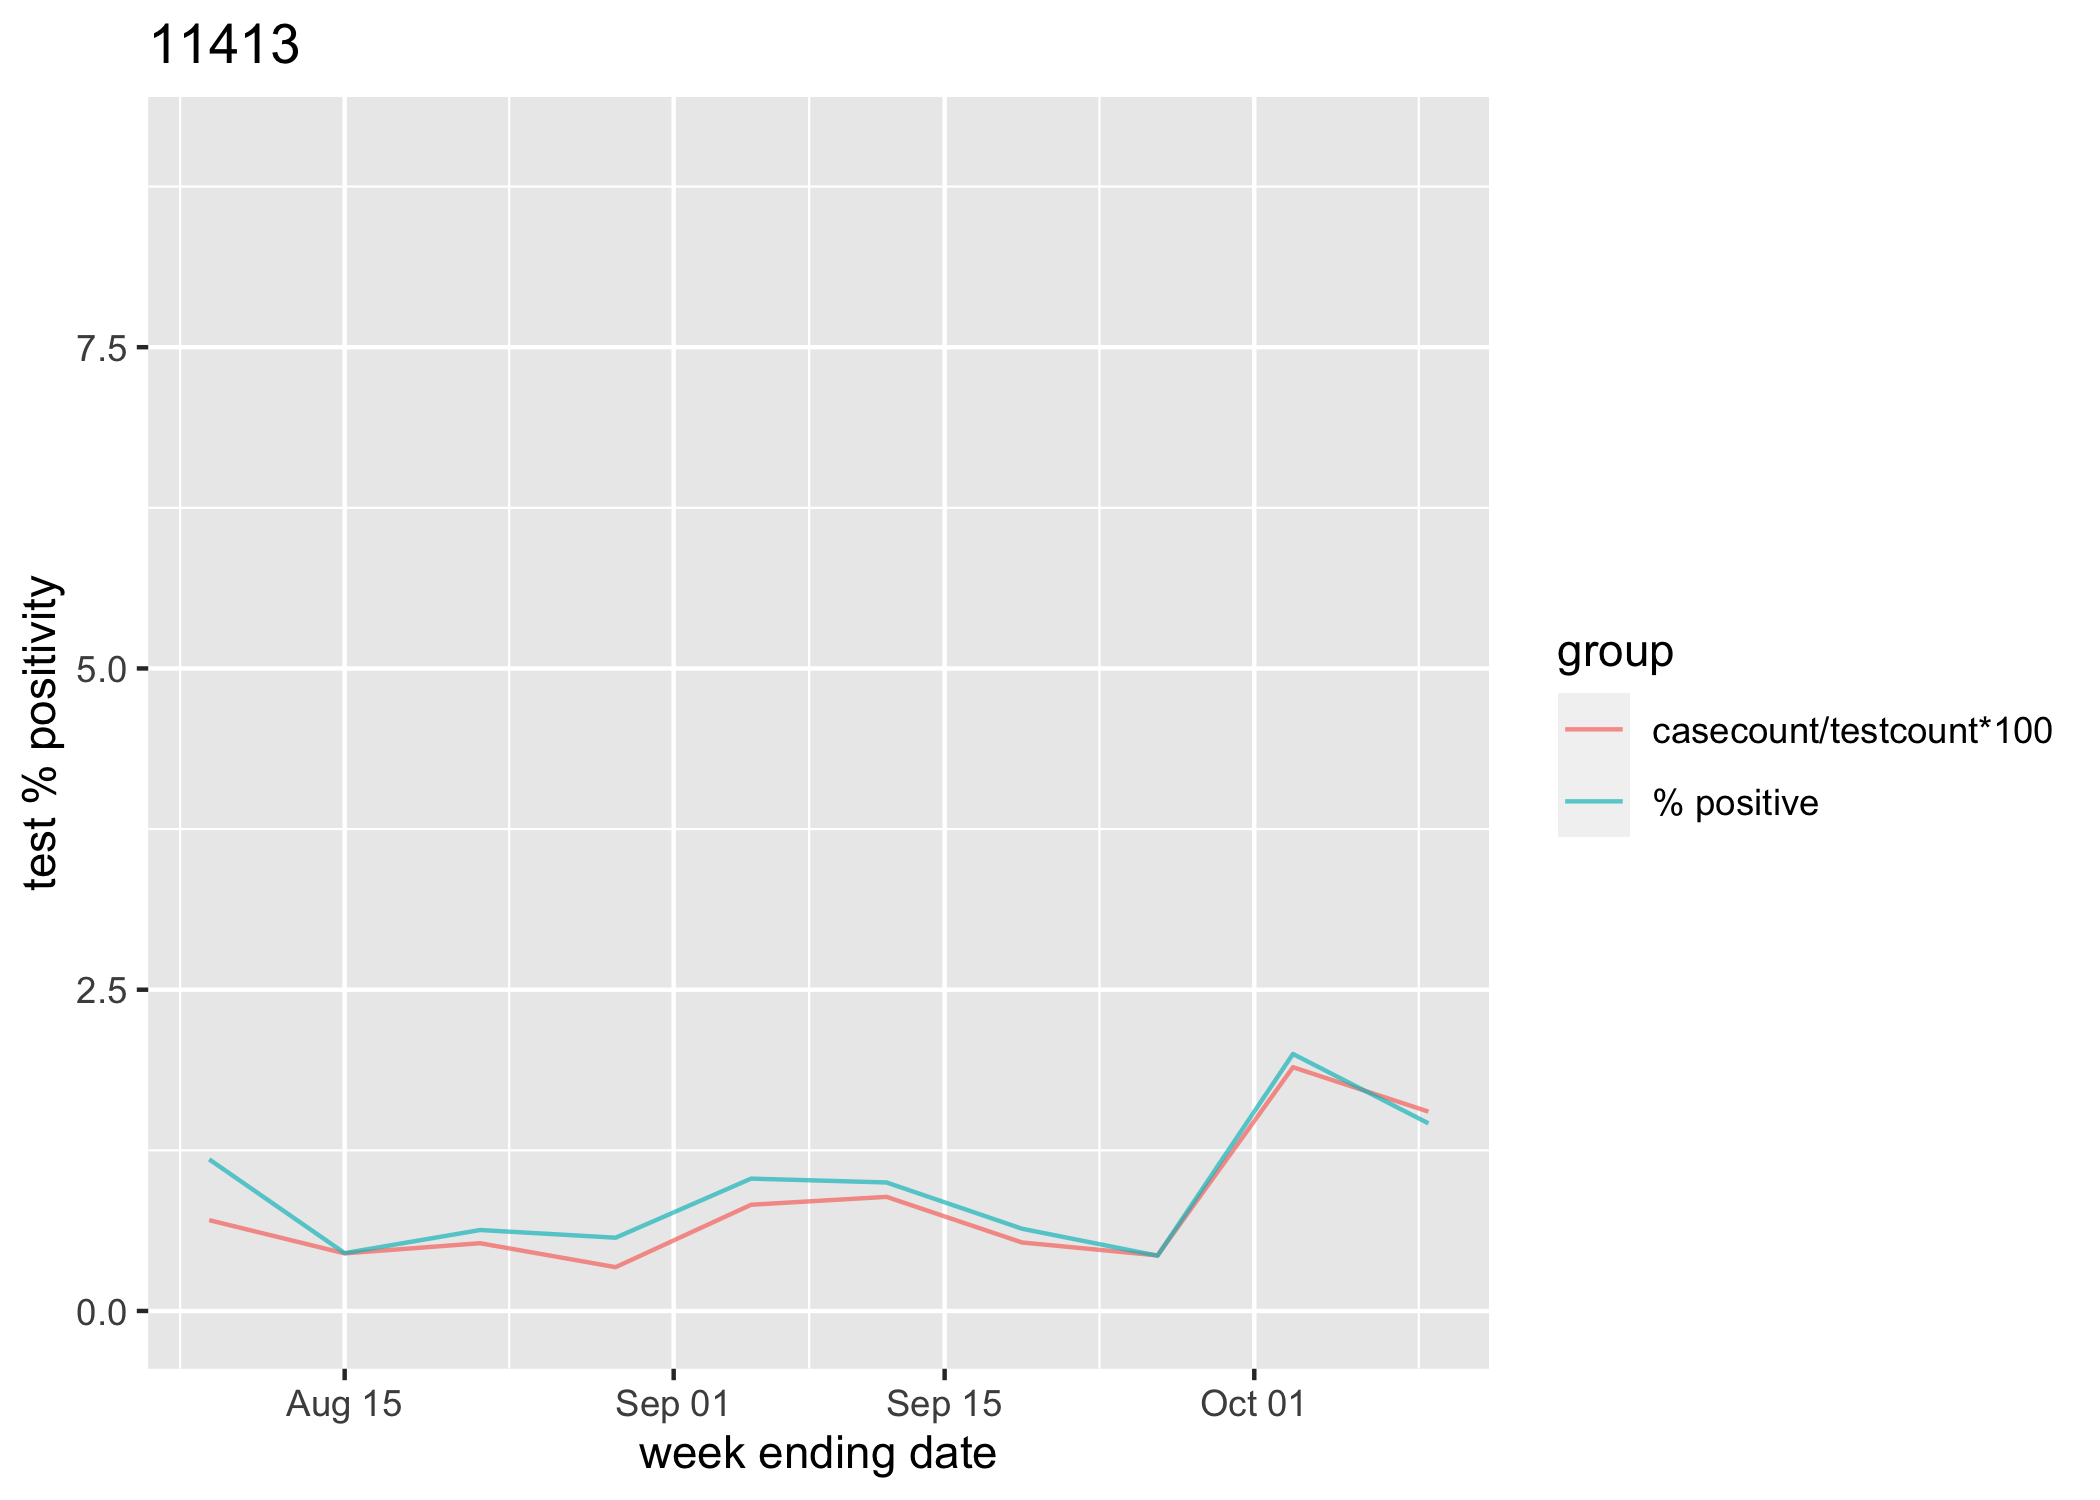 11413
test % positivity
7.5
5.0
2.5
0.0
Aug 15
Sep 01
Sep 15
Oct 01
week ending date
group
casecount/testcount*100
% positive